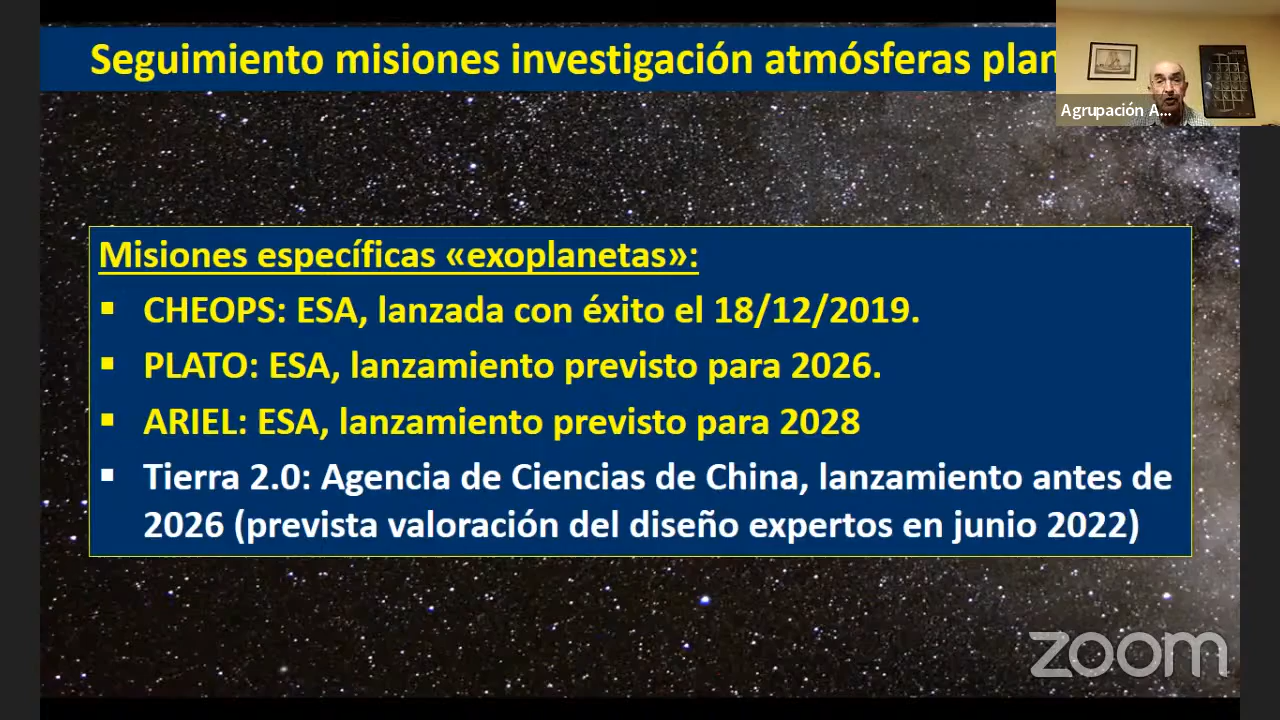 Seguimiento misiones investigación atmósferas plan
Agrupación A...
Misiones específicas «exoplanetas»:
▪ CHEOPS: ESA, lanzada con éxito el 18/12/2019.
▪ PLATO: ESA, lanzamiento previsto para 2026.
▪ ARIEL: ESA, lanzamiento previsto para 2028
▪ Tierra 2.0: Agencia de Ciencias de China, lanzamiento antes de
2026 (prevista valoración del diseño expertos en junio 2022)
zoom